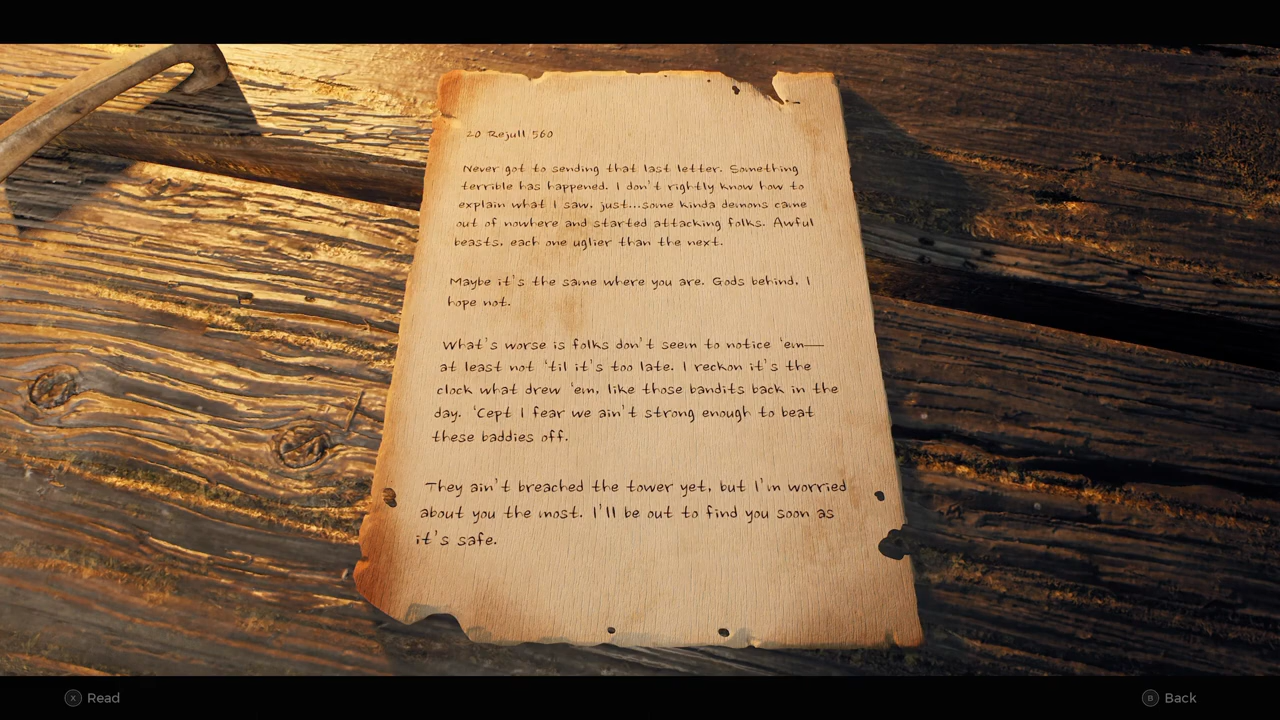 20 Rejull 560
Never got to sending that last letter. Something
terrible has happened. I don't rightly know how to
explain what I saw, just...some kinda demons came
out of nowhere and started attacking folks. Awful
beasts, each one uglier than the next.
Maybe it's the same where you are. Gods behind, I
hope not.
What's worse is folks don't seem to notice 'em—
at least not 'til it's too late. I reckon it's the
clock what drew 'em, like those bandits back in the
day. 'Cept I fear we ain't strong enough to beat
these baddies off.
They ain't breached the tower yet, but I'm worried
about you the most. I'll be out to find you soon as
it's safe.
X Read
B Back